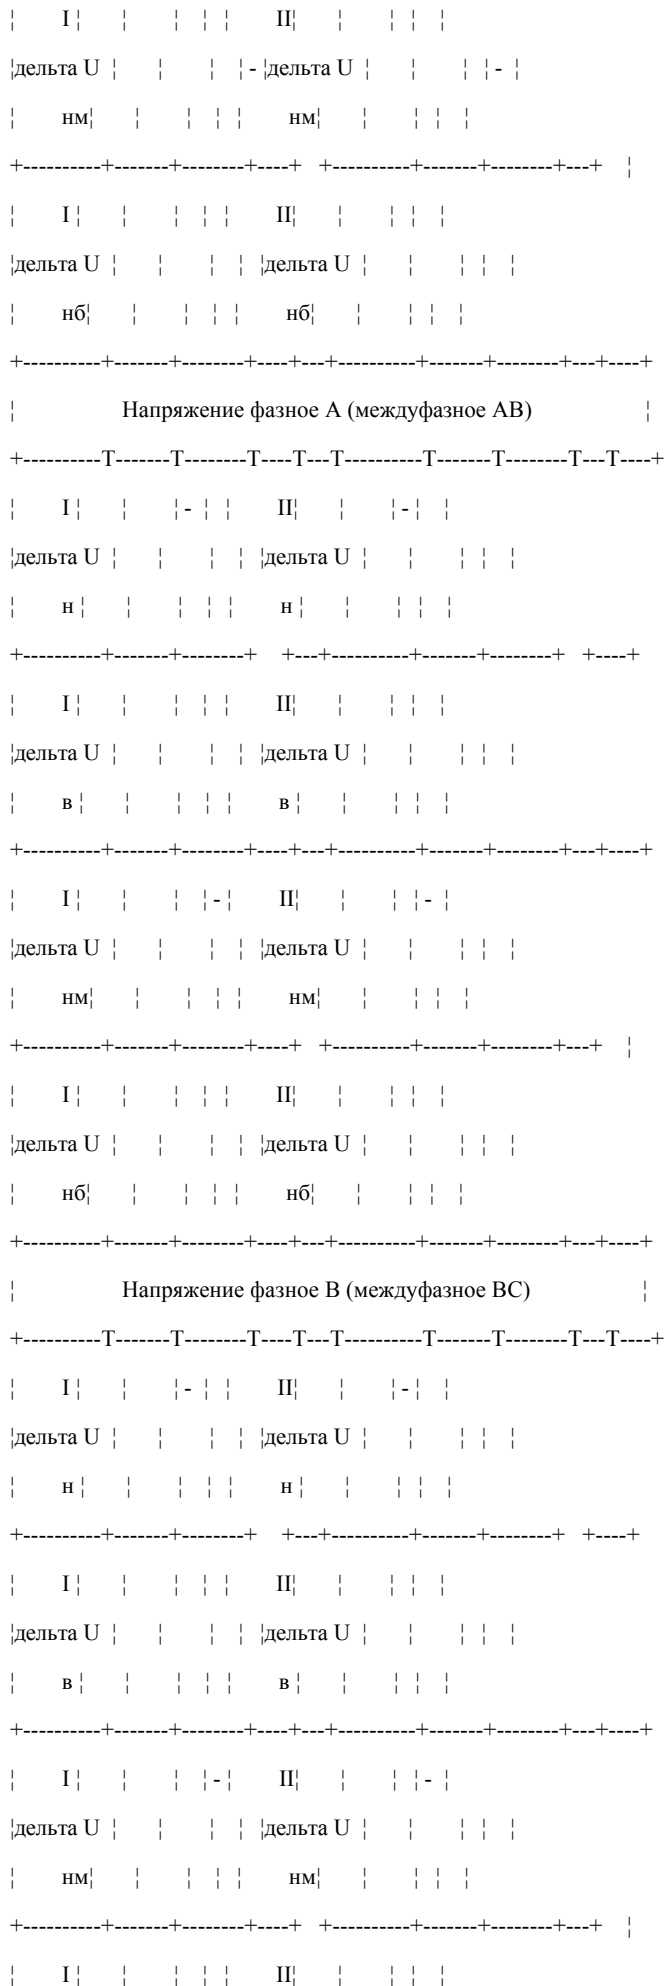 ¦ I¦ ¦ ¦ ¦ ¦ II¦ ¦ ¦ ¦ ¦
¦дельта U ¦ ¦ ¦ ¦- ¦дельта U ¦ ¦ ¦ ¦- ¦
¦ нм¦ ¦ ¦ ¦ ¦ нм¦ ¦ ¦ ¦ ¦
+----------+-------+--------+----+ +----------+-------+--------+---+ ¦
¦ I¦ ¦ ¦ ¦ ¦ II¦ ¦ ¦ ¦ ¦
¦дельта U ¦ ¦ ¦ ¦ ¦дельта U ¦ ¦ ¦ ¦ ¦
¦ нб¦ ¦ ¦ ¦ ¦ нб¦ ¦ ¦ ¦ ¦
+----------+-------+--------+----+---+----------+-------+--------+---+----+
¦ Напряжение фазное A (междуфазное AB) ¦
+----------T-------T--------T----T---T----------T-------T--------T---T----+
¦ I¦ ¦ ¦- ¦ ¦ II¦ ¦ ¦-¦ ¦
¦дельта U ¦ ¦ ¦ ¦ ¦дельта U ¦ ¦ ¦ ¦ ¦
¦ н¦ ¦ ¦ ¦ ¦ н¦ ¦ ¦ ¦ ¦
+----------+-------+--------+ +---+----------+-------+--------+ +----+
¦ I¦ ¦ ¦ ¦ ¦ II¦ ¦ ¦ ¦ ¦
¦дельта U ¦ ¦ ¦ ¦ ¦дельта U ¦ ¦ ¦ ¦ ¦
¦ в¦ ¦ ¦ ¦ ¦ в¦ ¦ ¦ ¦ ¦
+----------+-------+--------+----+---+----------+-------+--------+---+----+
¦ I¦ ¦ ¦ ¦-¦ II¦ ¦ ¦ ¦- ¦
¦дельта U ¦ ¦ ¦ ¦ ¦дельта U ¦ ¦ ¦ ¦ ¦
¦ нм¦ ¦ ¦ ¦ ¦ нм¦ ¦ ¦ ¦ ¦
+----------+-------+--------+----+ +----------+-------+--------+---+ ¦
¦ I¦ ¦ ¦ ¦ ¦ II¦ ¦ ¦ ¦ ¦
¦дельта U ¦ ¦ ¦ ¦ ¦дельта U ¦ ¦ ¦ ¦ ¦
¦ нб¦ ¦ ¦ ¦ ¦ нб¦ ¦ ¦ ¦ ¦
+----------+-------+--------+----+---+----------+-------+--------+---+----+
¦ Напряжение фазное B (междуфазное BC) ¦
+----------T-------T--------T----T---T----------T-------T--------T---T----+
¦ I¦ ¦ ¦- ¦ ¦ II¦ ¦ ¦-¦ ¦
¦дельта U ¦ ¦ ¦ ¦ ¦дельта U ¦ ¦ ¦ ¦ ¦
¦ н¦ ¦ ¦ ¦ ¦ н¦ ¦ ¦ ¦ ¦
+----------+-------+--------+ +---+----------+-------+--------+ +----+
¦ I¦ ¦ ¦ ¦ ¦ II¦ ¦ ¦ ¦ ¦
¦дельта U ¦ ¦ ¦ ¦ ¦дельта U ¦ ¦ ¦ ¦ ¦
¦ в¦ ¦ ¦ ¦ ¦ в¦ ¦ ¦ ¦ ¦
+----------+-------+--------+----+---+----------+-------+--------+---+----+
¦ I¦ ¦ ¦ ¦-¦ II¦ ¦ ¦ ¦- ¦
¦дельта U ¦ ¦ ¦ ¦ ¦дельта U ¦ ¦ ¦ ¦ ¦
¦ нм¦ ¦ ¦ ¦ ¦ нм¦ ¦ ¦ ¦ ¦
+----------+-------+--------+----+ +----------+-------+--------+---+ ¦
¦ I¦ ¦ ¦ ¦ ¦ II¦ ¦ ¦ ¦ ¦